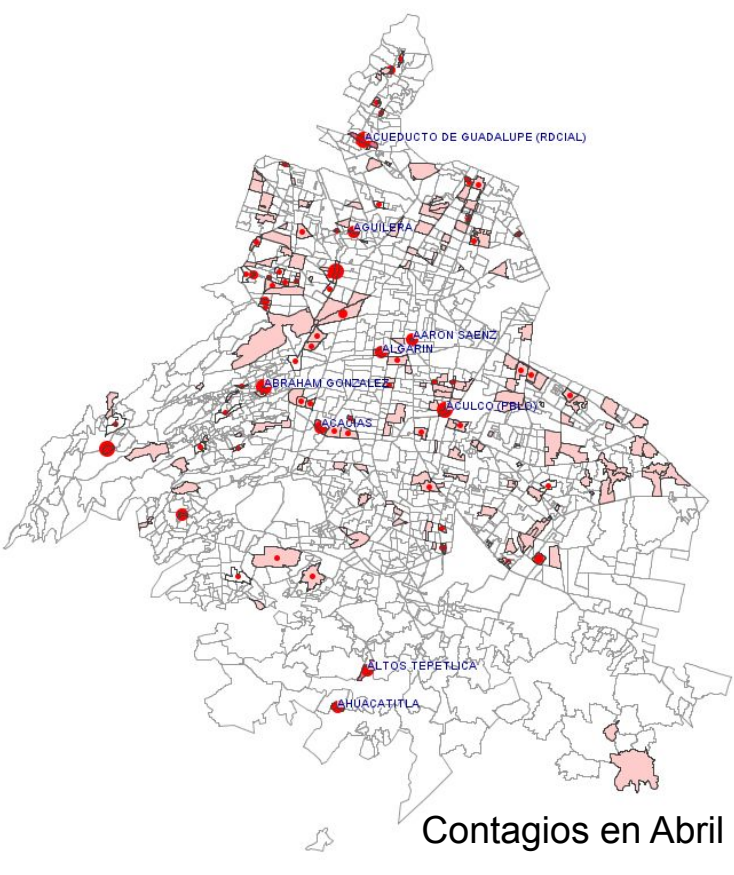 ACUEDUCTO DE GUADALUPE (RDCIAL)
AGUILERA
AARON SAENZ
ALGARIN
ABRAHAM GONZALEZ
ACULCO (PBLO)
ACACIAS
ALTOS TEPETLICA
AHUACATITLA
Contagios en Abril